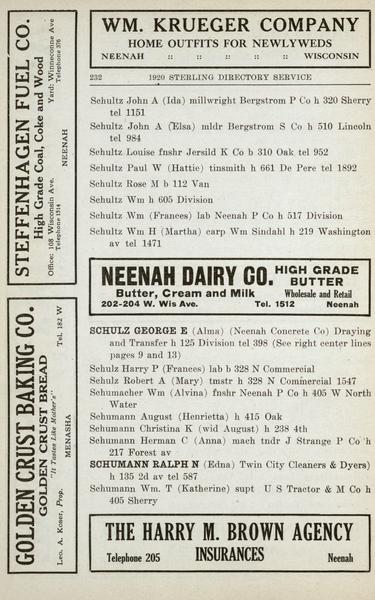 WM. KRUEGER COMPANY
HOME OUTFITS FOR NEWLYWEDS
NEENAH :: :: :: :: WISCONSIN
232 1920 STERLING DIRECTORY SERVICE
Schultz John A (Ida) millwright Bergstrom P Co h 320 Sherry
tel 1151
Schultz John A (Elsa) mldr Bergstrom S Co h 510 Lincoln
tel 984
Schultz Louise fnshr Jersild K Co b 310 Oak tel 952
Schultz Paul W (Hattie) tinsmith h 661 De Pere tel 1892
Schultz Rose M b 112 Van
Schultz Wm h 605 Division
Schultz Wm (Frances) lab Neenah P Co h 517 Division
Schultz Wm H (Martha) carp Wm Sindahl h 219 Washington
av tel 1471
NEENAH DAIRY CO. HIGH GRADE
BUTTER
Butter, Cream and Milk Wholesale and Retail
202-204 W. Wis Ave. Tel. 1512 Neenah
SCHULZ GEORGE E (Alma) (Neenah Concrete Co) Draying
and Transfer h 125 Division tel 398 (See right center lines
pages 9 and 13)
Schulz Harry P (Frances) lab b 328 N Commercial
Schulz Robert A (Mary) tmstr h 328 N Commercial 1547
Schumacher Wm (Alvina) fnshr Neenah P Co h 405 W North
Water
Schumann August (Henrietta) h 415 Oak
Schumann Christina K (wid August) h 238 4th
Schumann Herman C (Anna) mach tndr J Strange P Co h
217 Forest av
SCHUMANN RALPH N (Edna) Twin City Cleaners & Dyers)
h 135 2d av tel 587
Schumann Wm. T (Katherine) supt U S Tractor & M Co h
405 Sherry
THE HARRY M. BROWN AGENCY
Telephone 205 INSURANCES Neenah
STEFFENHAGEN FUEL CO.
High Grade Coal, Coke and Wood
Office: 108 Wisconsin Ave. Yard: Winneconne Ave
Telephone 1514 Telephone 376
NEENAH
GOLDEN CRUST BAKING CO.
GOLDEN CRUST BREAD
"It Tastes Like Mother's"
Leo. A. Koser, Prop. Tel. 182 W
MENASHA